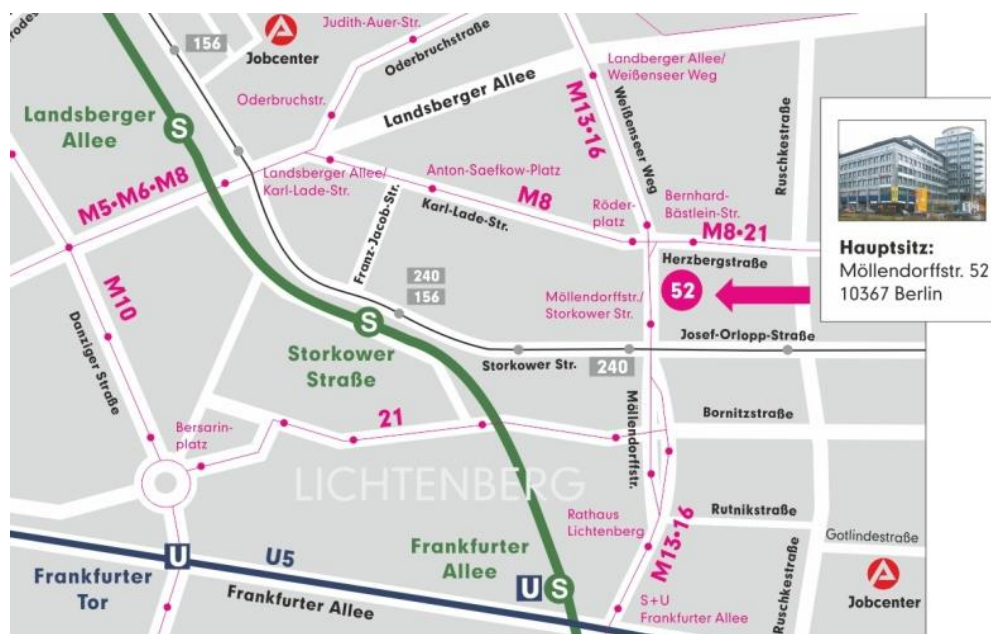 156
Jobcenter
Judith-Auer-Str.
Oderbruchstraße
Oderbruchstr.
Landsberger Allee
Landberger Allee/
Weißenseer Weg
M13·16
Weißenseer Weg
Ruschkestraße
Landsberger
Allee
S
M5·M6·M8
Landsberger Allee/
Karl-Lade-Str.
Anton-Saefkow-Platz
M8
Karl-Lade-Str.
Franz-Jacob-Str.
Röder-
platz
Bernhard-
Bästlein-Str.
M8·21
Herzbergstraße
Hauptsitz:
Möllendorffstr. 52
10367 Berlin
52
M10
Danziger Straße
240
156
S
Storkower
Straße
Möllendorffstr./
Storkower Str.
Josef-Orlopp-Straße
Storkower Str.
240
Möllendorffstr.
Bersarin-
platz
21
Bornitzstraße
LICHTENBERG
Rathaus
Lichtenberg
Rutnikstraße
M13·16
Gotlindestraße
Ruschkestraße
Jobcenter
U
U5
Frankfurter
Tor
Frankfurter Allee
Frankfurter
Allee
U
S
S+U
Frankfurter Allee